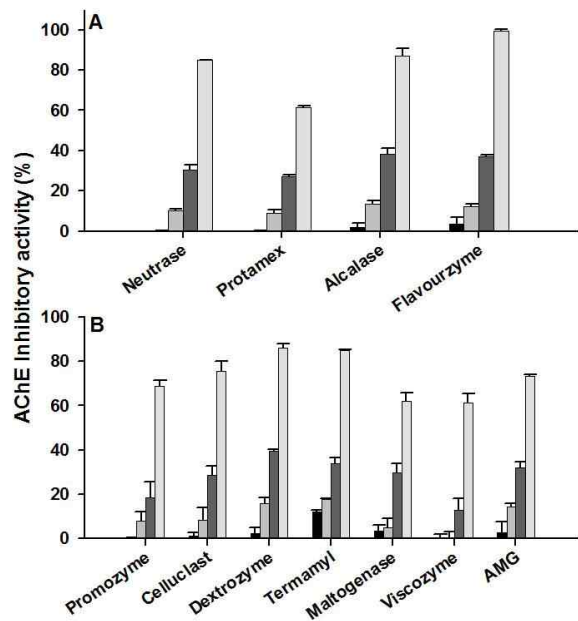 A
100
80
60
40
20
0
Neutrase
Protamex
Alcalase
Flavourzyme
AChE Inhibitory activity (%)
B
100
80
60
40
20
0
Promozyme
Celluclast
Dextrozyme
Termamyl
Maltogenase
Viscozyme
AMG